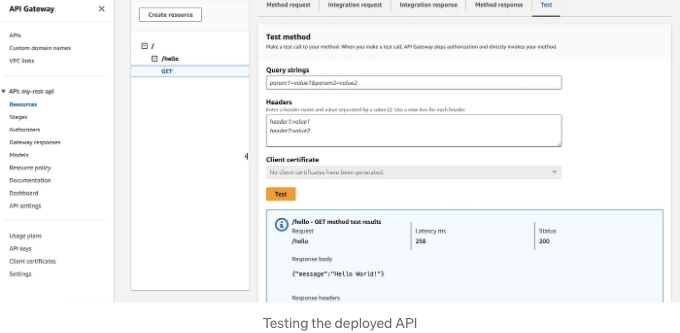 API Gateway
APIs
Custom domain names
VPC links
API: my-rest-api
Resources
Stages
Authorizers
Gateway responses
Models
Resource policy
Documentation
Dashboard
API settings
Usage plans
API keys
Client certificates
Settings
Create resource
/
/hello
GET
Method request
Integration request
Integration response
Method response
Test
Test method
Make a test call to your method. When you make a test call, API Gateway skips authorization and directly invokes your method.
Query strings
param1=value1&param2=value2
Headers
Enter a header name and value separated by a colon (:). Use a new line for each header.
header1:value1
header2:value2
Client certificate
No client certificates have been generated.
Test
/hello - GET method test results
Request
/hello
Latency ms
258
Status
200
Response body
{"message":"Hello World!"}
Response headers
Testing the deployed API